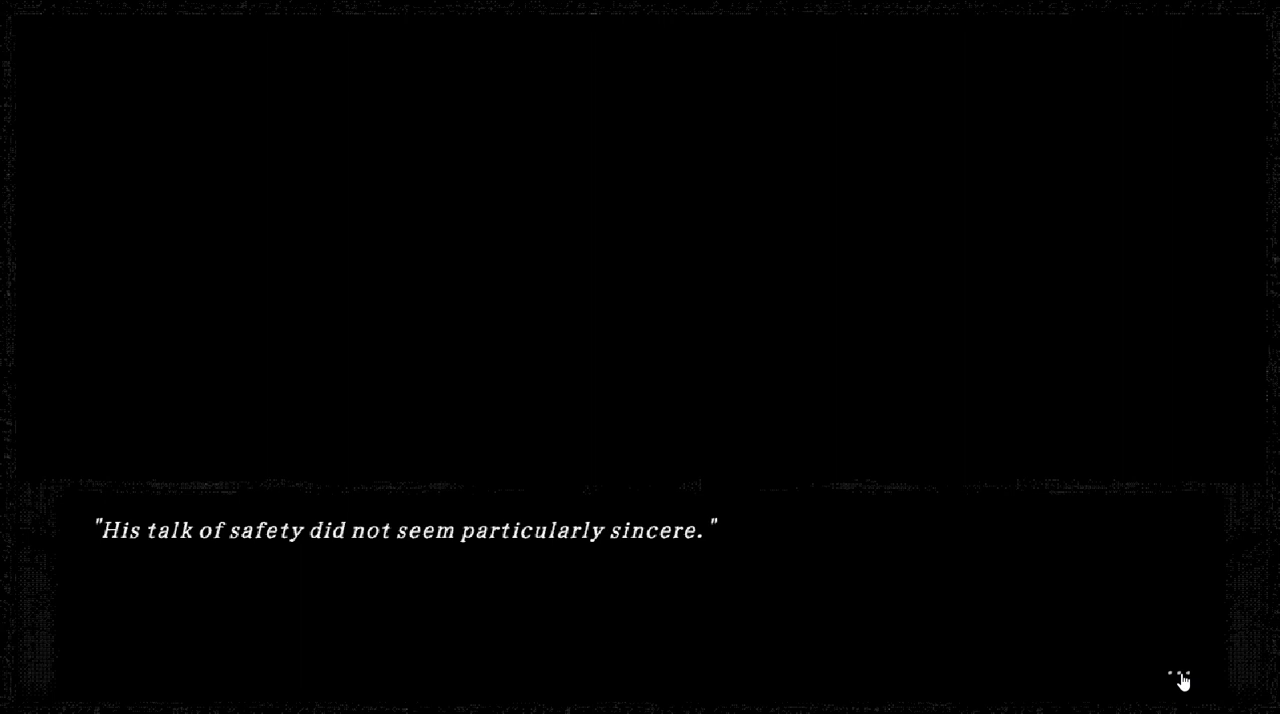 "His talk of safety did not seem particularly sincere."
...